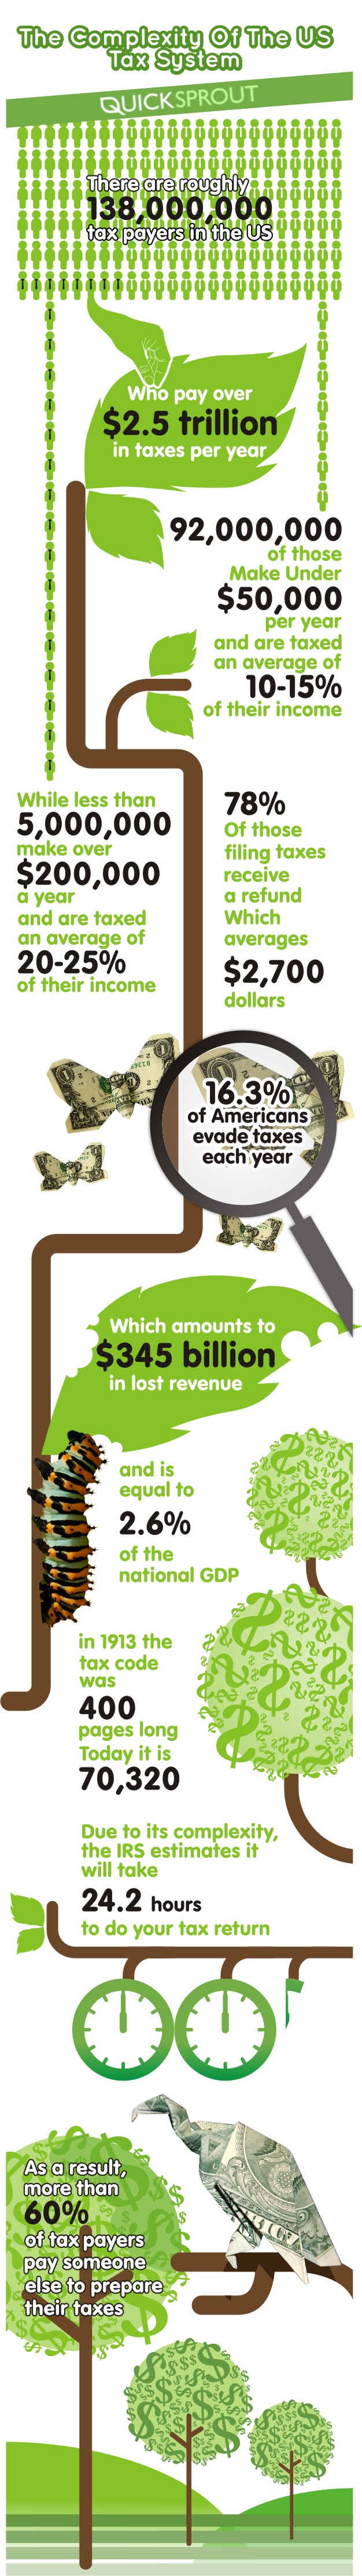 The Complexity Of The US
Tax System
QUICKSPROUT
There are roughly
138,000,000
tax payers in the US
Who pay over
$2.5 trillion
in taxes per year
92,000,000
of those
Make Under
$50,000
per year
and are taxed
an average of
10-15%
of their income
While less than
5,000,000
make over
$200,000
a year
and are taxed
an average of
20-25%
of their income
78%
Of those
filing taxes
receive
a refund
Which
averages
$2,700
dollars
16.3%
of Americans
evade taxes
each year
Which amounts to
$345 billion
in lost revenue
and is
equal to
2.6%
of the
national GDP
in 1913 the
tax code
was
400
pages long
Today it is
70,320
Due to its complexity,
the IRS estimates it
will take
24.2 hours
to do your tax return
As a result,
more than
60%
of tax payers
pay someone
else to prepare
their taxes